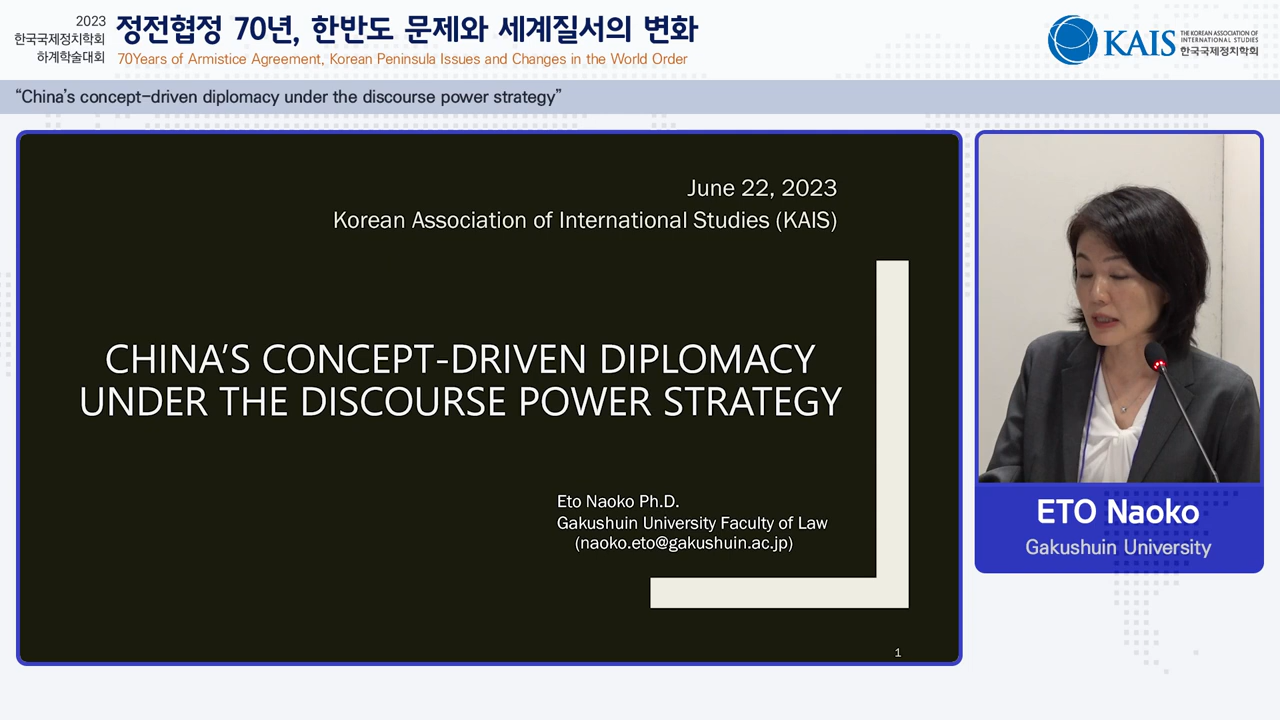 2023
한국국제정치학회
하계학술대회
정전협정 70년, 한반도 문제와 세계질서의 변화
70Years of Armistice Agreement, Korean Peninsula Issues and Changes in the World Order
KAIS
THE KOREAN ASSOCIATION OF
INTERNATIONAL STUDIES
한국국제정치학회
“China’s concept-driven diplomacy under the discourse power strategy”
June 22, 2023
Korean Association of International Studies (KAIS)
CHINA’S CONCEPT-DRIVEN DIPLOMACY
UNDER THE DISCOURSE POWER STRATEGY
Eto Naoko Ph.D.
Gakushuin University Faculty of Law
(naoko.eto@gakushuin.ac.jp)
1
ETO Naoko
Gakushuin University